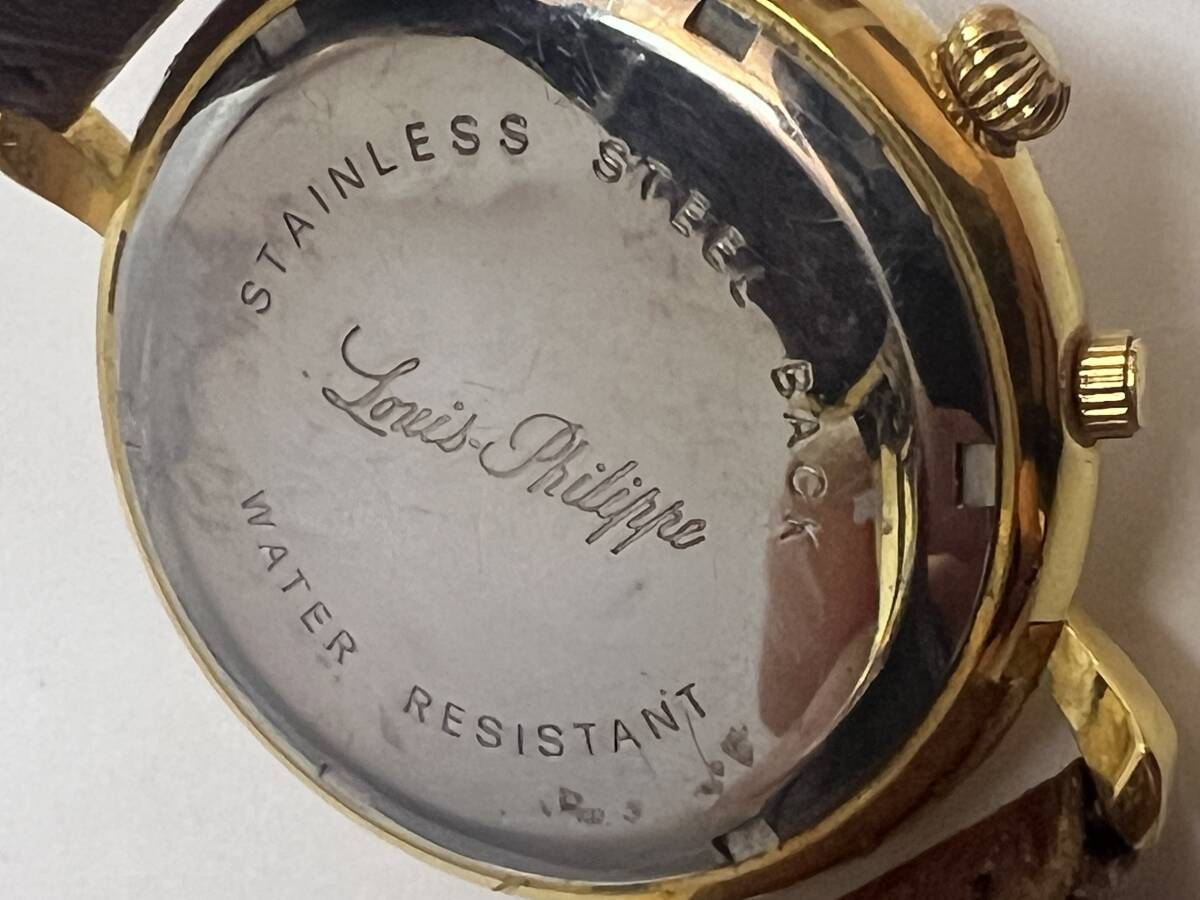 STAINLESS STEEL BACK
Louis-Philippe
WATER RESISTANT